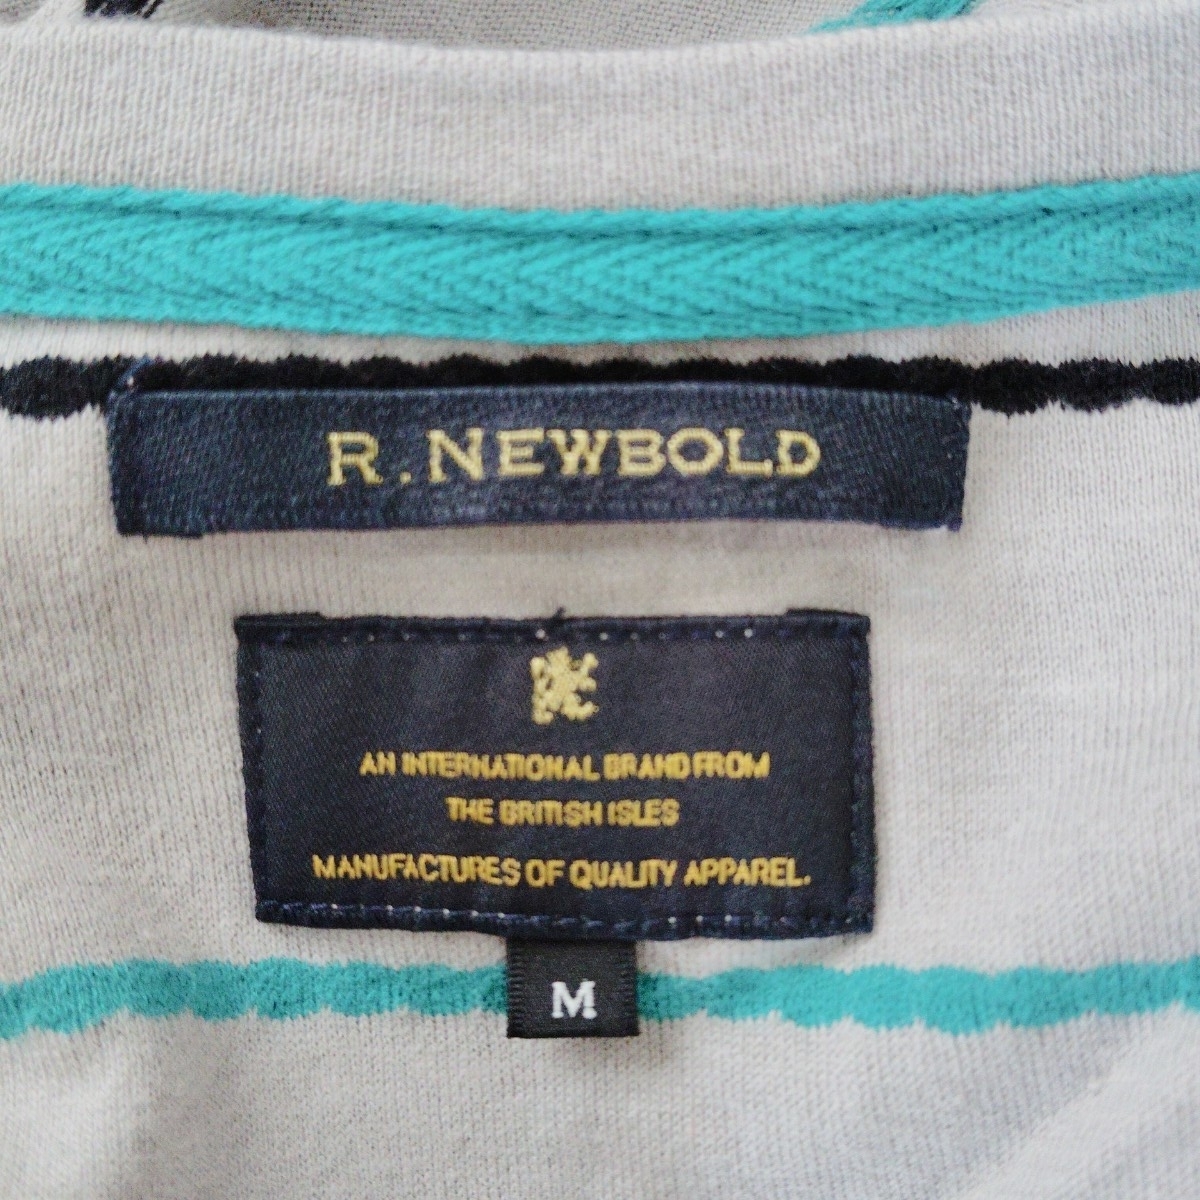 R. NEWBOLD
AN INTERNATIONAL BRAND FROM
THE BRITISH ISLES
MANUFACTURES OF QUALITY APPAREL.
M